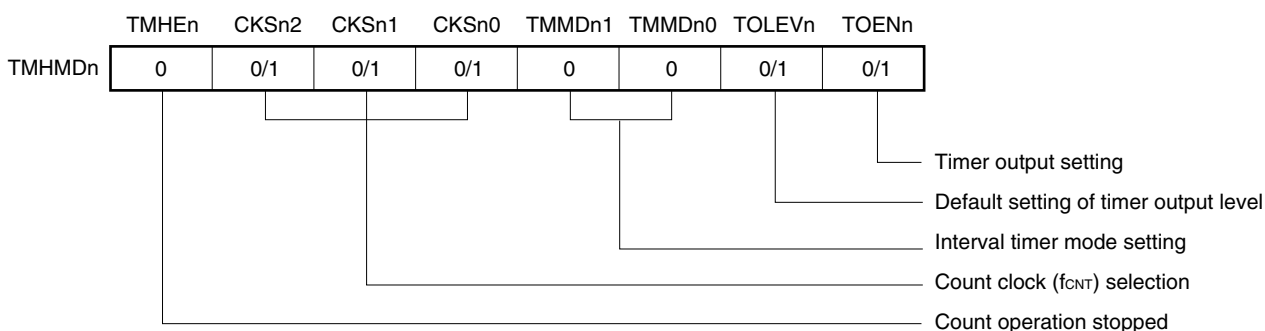 TMHEn CKSn2 CKSn1 CKSn0 TMMDn1 TMMDn0 TOLEVn TOENn
TMHMDn 0 0/1 0/1 0/1 0 0 0/1 0/1
Timer output setting
Default setting of timer output level
Interval timer mode setting
Count clock (fCNT) selection
Count operation stopped